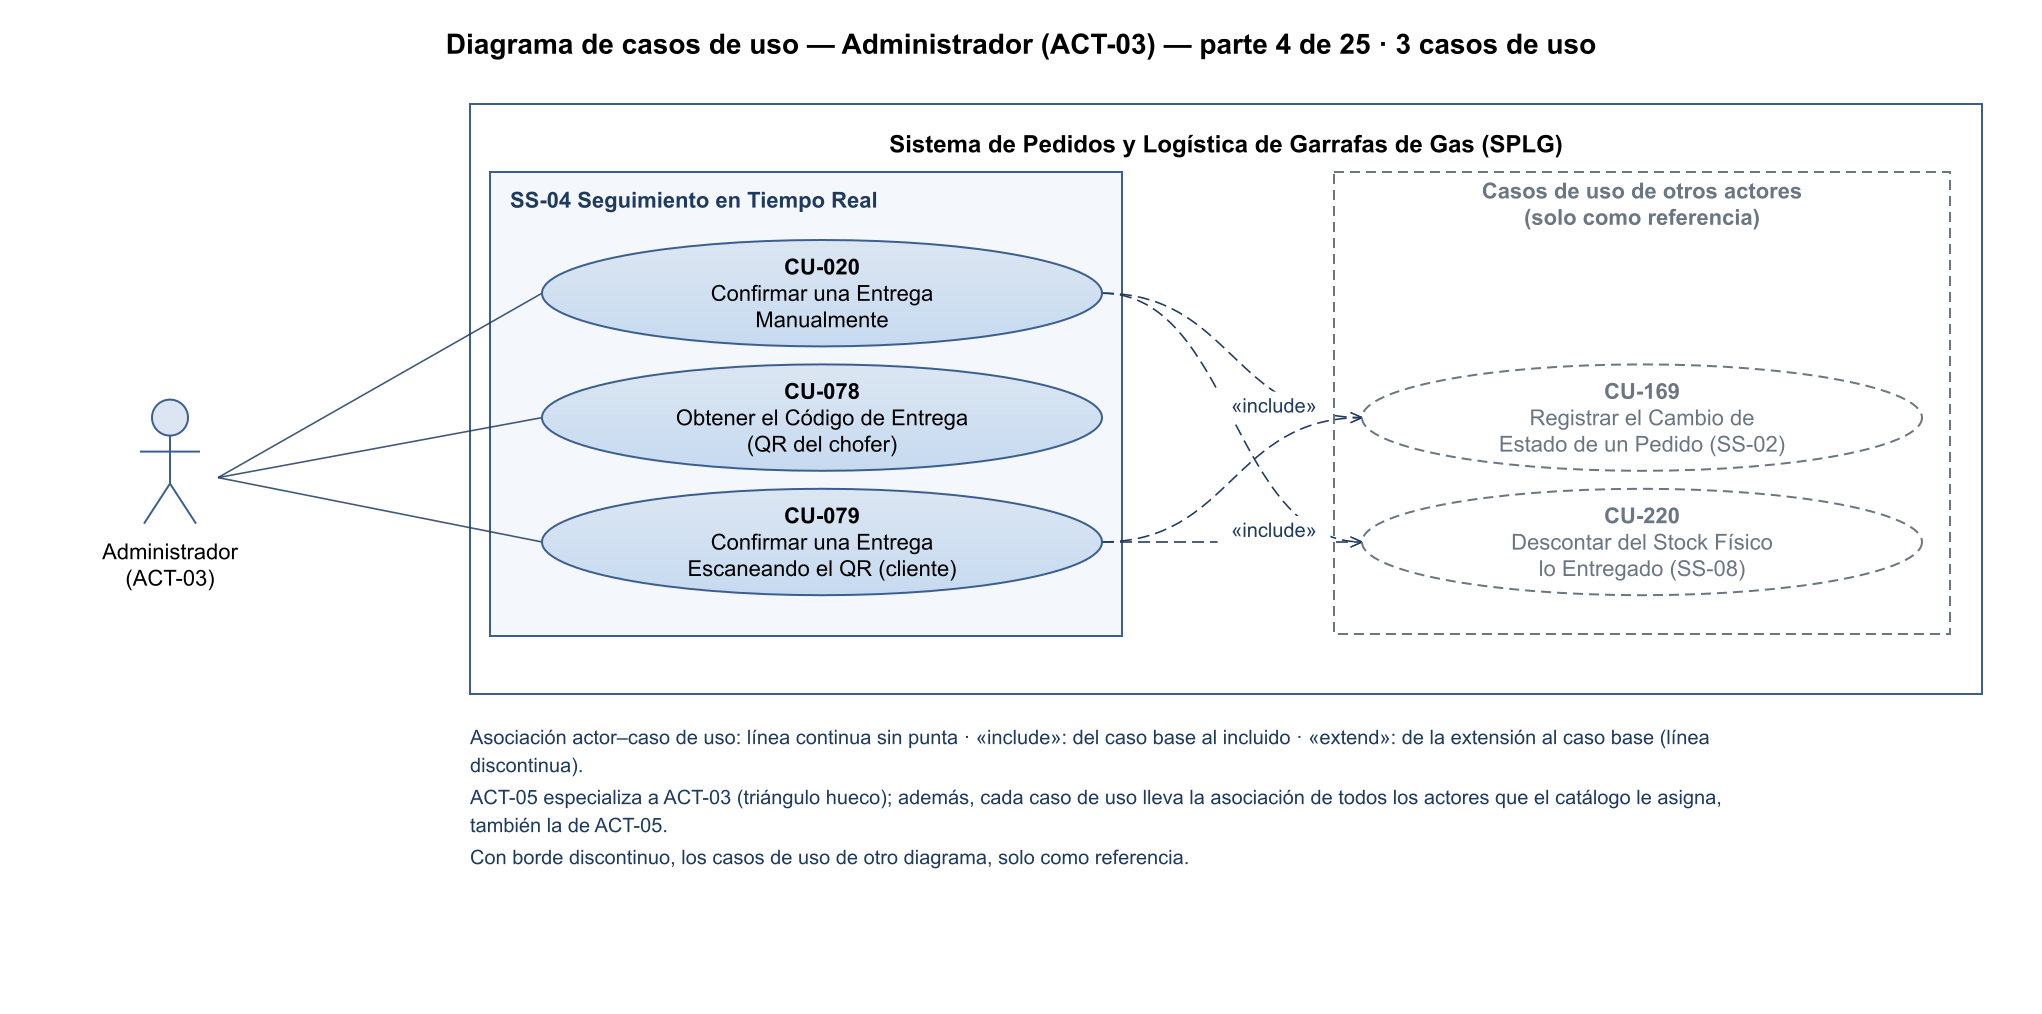 Diagrama de casos de uso — Administrador (ACT-03) — parte 4 de 25 · 3 casos de uso
Sistema de Pedidos y Logística de Garrafas de Gas (SPLG)
SS-04 Seguimiento en Tiempo Real
Casos de uso de otros actores
(solo como referencia)
CU-020
Confirmar una Entrega
Manualmente
CU-078
Obtener el Código de Entrega
(QR del chofer)
CU-079
Confirmar una Entrega
Escaneando el QR (cliente)
«include»
«include»
CU-169
Registrar el Cambio de
Estado de un Pedido (SS-02)
CU-220
Descontar del Stock Físico
lo Entregado (SS-08)
Administrador
(ACT-03)
Asociación actor–caso de uso: línea continua sin punta · «include»: del caso base al incluido · «extend»: de la extensión al caso base (línea
discontinua).
ACT-05 especializa a ACT-03 (triángulo hueco); además, cada caso de uso lleva la asociación de todos los actores que el catálogo le asigna,
también la de ACT-05.
Con borde discontinuo, los casos de uso de otro diagrama, solo como referencia.